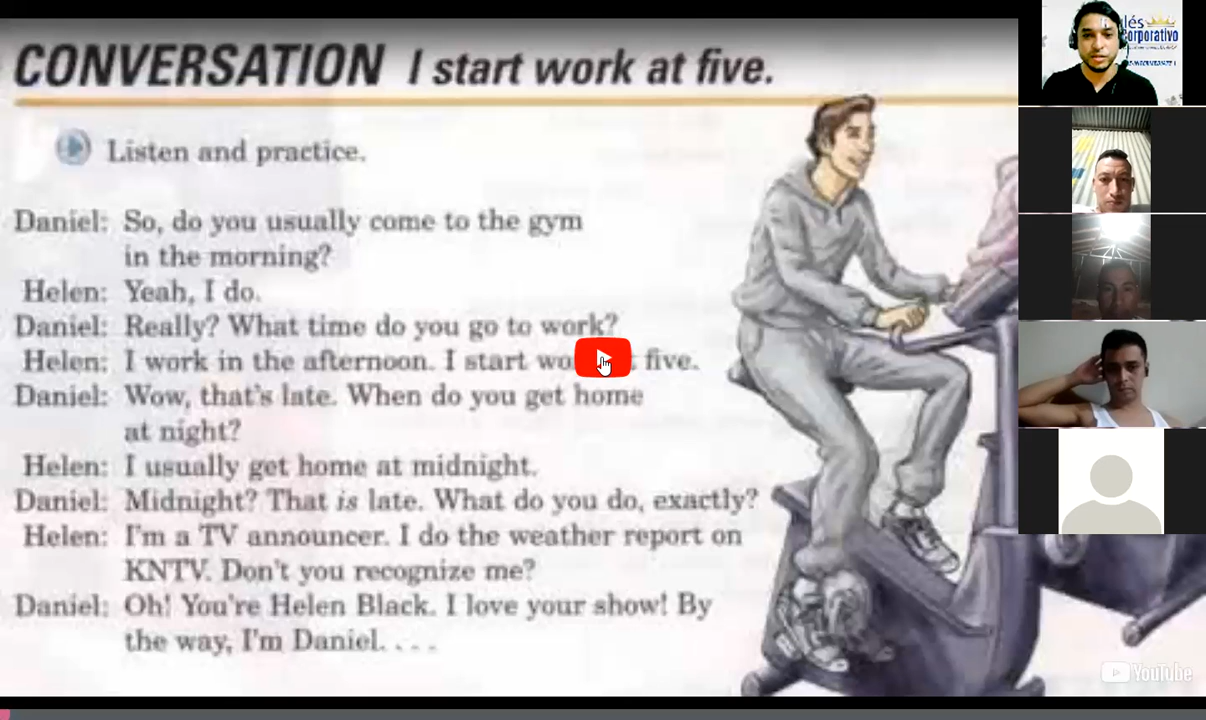 CONVERSATION I start work at five.
Listen and practice.
Daniel: So, do you usually come to the gym
in the morning?
Helen: Yeah, I do.
Daniel: Really? What time do you go to work?
Helen: I work in the afternoon. I start five.
Daniel: Wow, that's late. When do you get home
at night?
Helen: I usually get home at midnight.
Daniel: Midnight? That is late. What do you do, exactly?
Helen: I'm a TV announcer. I do the weather report on
KNTV. Don't you recognize me?
Daniel: Oh! You're Helen Black. I love your show! By
the way, I'm Daniel. . . .
lés
Corporativo
YouTube